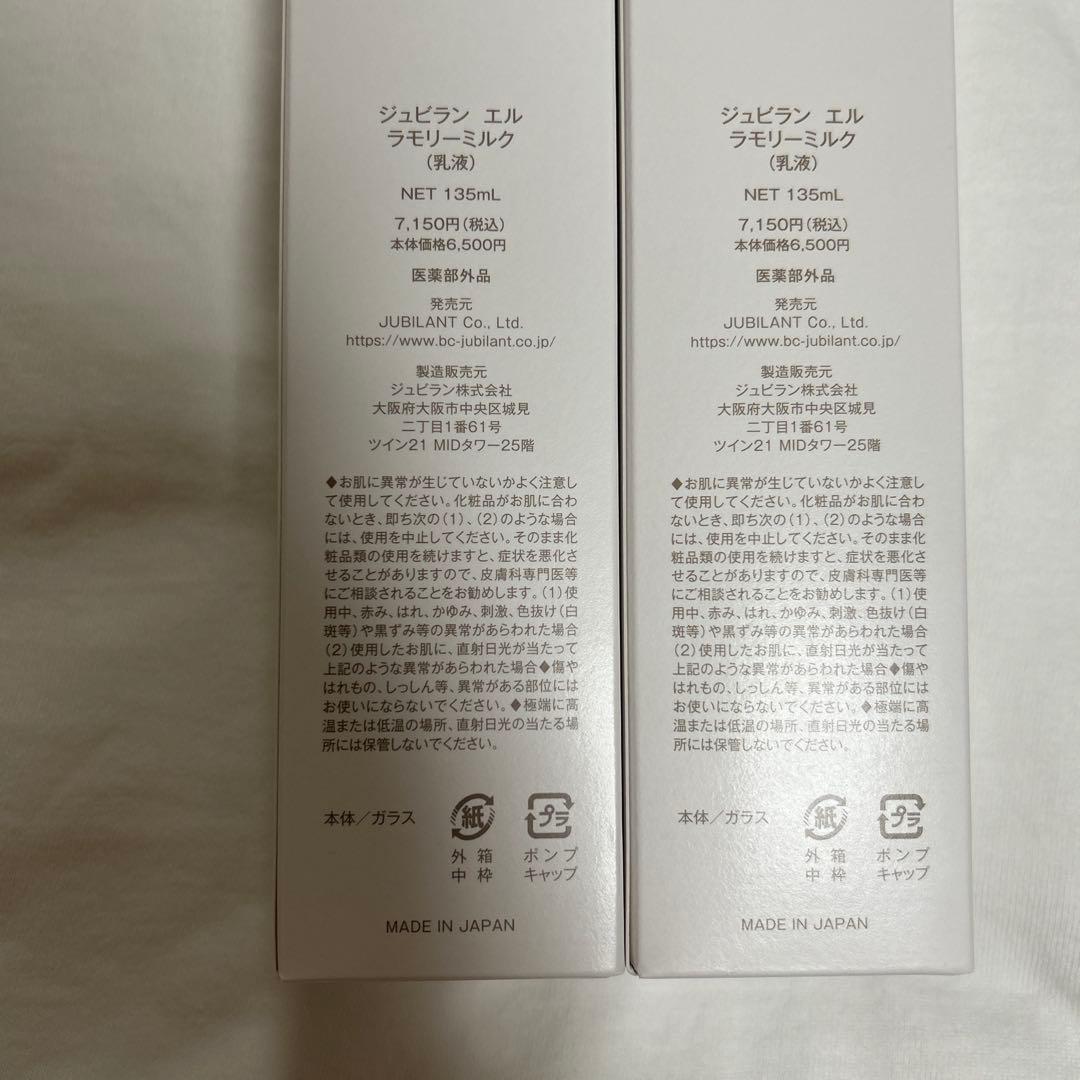 ジュビラン エル
ラモリーミルク
(乳液)
NET 135mL
7,150円(税込)
本体価格6,500円
医薬部外品
発売元
JUBILANT Co., Ltd.
https://www.bc-jubilant.co.jp/
製造販売元
ジュビラン株式会社
大阪府大阪市中央区城見
二丁目1番61号
ツイン21 MIDタワー25階
◆お肌に異常が生じていないかよく注意し
て使用してください。化粧品がお肌に合わ
ないとき、即ち次の(1)、(2)のような場合
には、使用を中止してください。そのまま化
粧品類の使用を続けますと、症状を悪化さ
せることがありますので、皮膚科専門医等
にご相談されることをお勧めします。(1)使
用中、赤み、はれ、かゆみ、刺激、色抜け(白
斑等)や黒ずみ等の異常があらわれた場合
(2)使用したお肌に、直射日光が当たって
上記のような異常があらわれた場合◆傷や
はれもの、しっしん等、異常がある部位には
お使いにならないでください。◆極端に高
温または低温の場所、直射日光の当たる場
所には保管しないでください。
本体/ガラス
紙
外箱
中枠
プラ
ポンプ
キャップ
MADE IN JAPAN
ジュビラン エル
ラモリーミルク
(乳液)
NET 135mL
7,150円(税込)
本体価格6,500円
医薬部外品
発売元
JUBILANT Co., Ltd.
https://www.bc-jubilant.co.jp/
製造販売元
ジュビラン株式会社
大阪府大阪市中央区城見
二丁目1番61号
ツイン21 MIDタワー25階
◆お肌に異常が生じていないかよく注意し
て使用してください。化粧品がお肌に合わ
ないとき、即ち次の(1)、(2)のような場合
には、使用を中止してください。そのまま化
粧品類の使用を続けますと、症状を悪化さ
せることがありますので、皮膚科専門医等
にご相談されることをお勧めします。(1)使
用中、赤み、はれ、かゆみ、刺激、色抜け(白
斑等)や黒ずみ等の異常があらわれた場合
(2)使用したお肌に、直射日光が当たって
上記のような異常があらわれた場合◆傷や
はれもの、しっしん等、異常がある部位には
お使いにならないでください。◆極端に高
温または低温の場所、直射日光の当たる場
所には保管しないでください。
本体/ガラス
紙
外箱
中枠
プラ
ポンプ
キャップ
MADE IN JAPAN